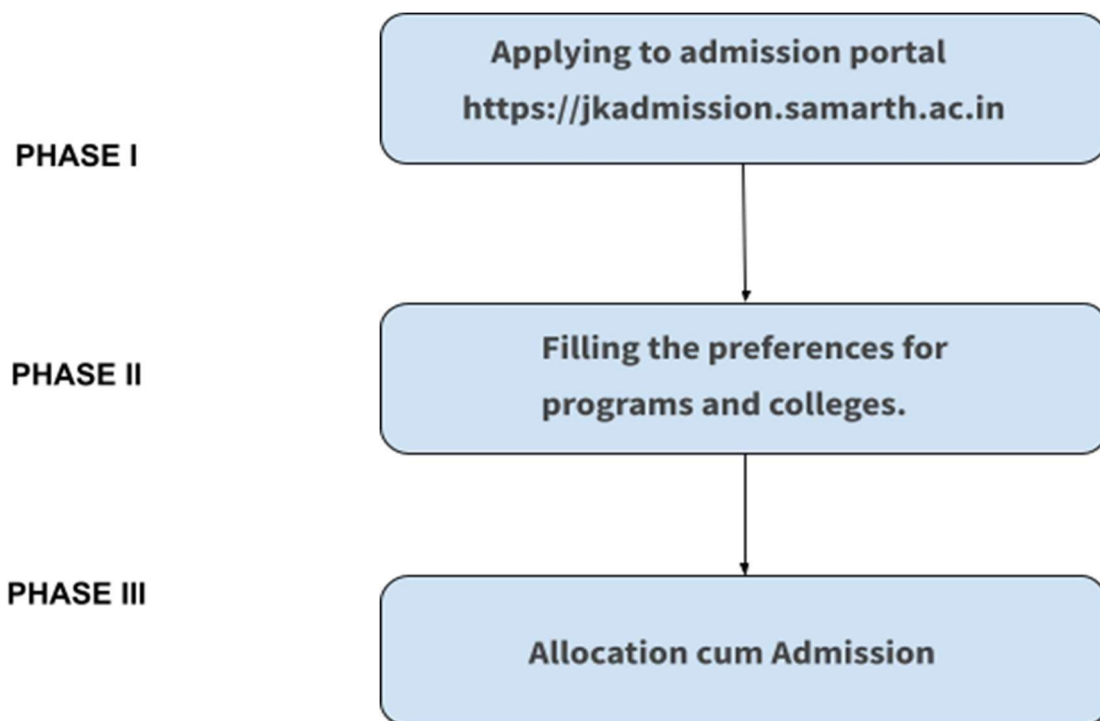 Applying to admission portal
https://jkadmission.samarth.ac.in
PHASE I
Filling the preferences for
programs and colleges.
PHASE II
Allocation cum Admission
PHASE III